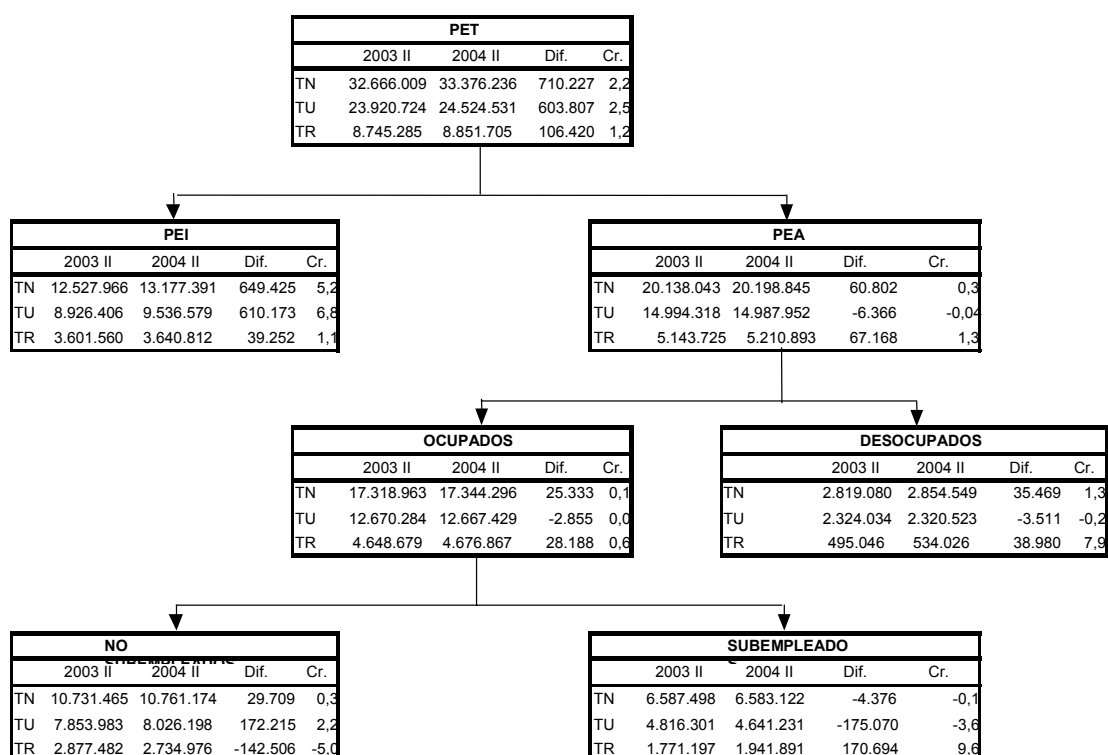 PET
2003 II 2004 II Dif. Cr.
TN 32.666.009 33.376.236 710.227 2,2
TU 23.920.724 24.524.531 603.807 2,5
TR 8.745.285 8.851.705 106.420 1,2
PEI
2003 II 2004 II Dif. Cr.
TN 12.527.966 13.177.391 649.425 5,2
TU 8.926.406 9.536.579 610.173 6,8
TR 3.601.560 3.640.812 39.252 1,1
PEA
2003 II 2004 II Dif. Cr.
TN 20.138.043 20.198.845 60.802 0,3
TU 14.994.318 14.987.952 -6.366 -0,04
TR 5.143.725 5.210.893 67.168 1,3
OCUPADOS
2003 II 2004 II Dif. Cr.
TN 17.318.963 17.344.296 25.333 0,1
TU 12.670.284 12.667.429 -2.855 0,0
TR 4.648.679 4.676.867 28.188 0,6
DESOCUPADOS
2003 II 2004 II Dif. Cr.
TN 2.819.080 2.854.549 35.469 1,3
TU 2.324.034 2.320.523 -3.511 -0,2
TR 495.046 534.026 38.980 7,9
NO
2003 II 2004 II Dif. Cr.
TN 10.731.465 10.761.174 29.709 0,3
TU 7.853.983 8.026.198 172.215 2,2
TR 2.877.482 2.734.976 -142.506 -5,0
SUBEMPLEADO
2003 II 2004 II Dif. Cr.
TN 6.587.498 6.583.122 -4.376 -0,1
TU 4.816.301 4.641.231 -175.070 -3,6
TR 1.771.197 1.941.891 170.694 9,6